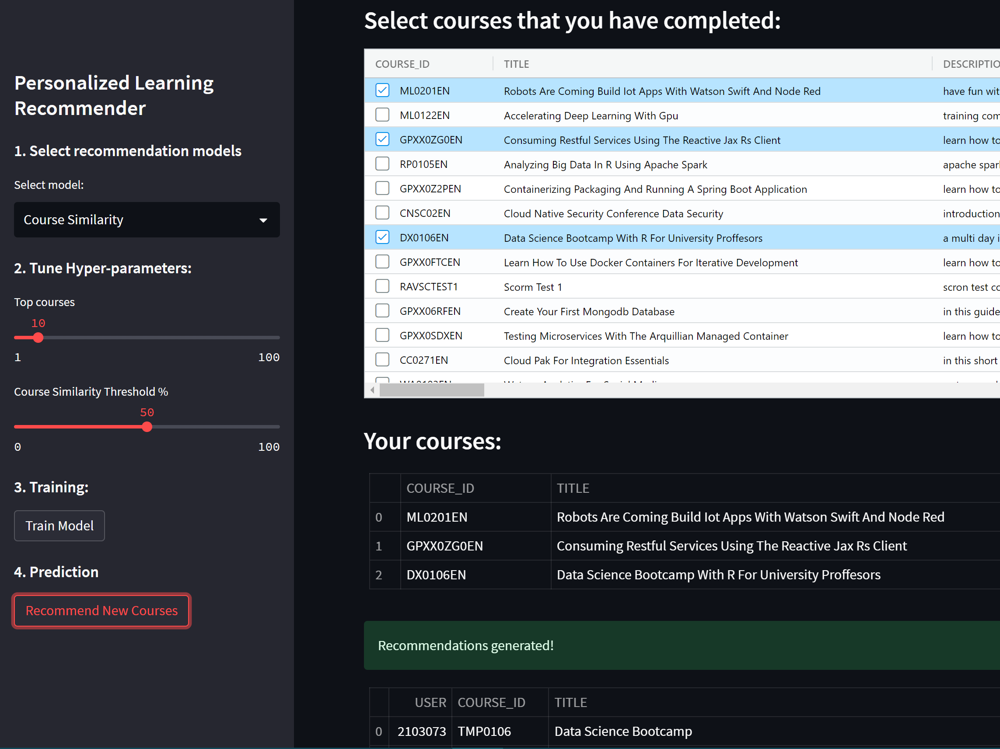 Personalized Learning
Recommender
1. Select recommendation models
Select model:
Course Similarity
2. Tune Hyper-parameters:
Top courses
10
1 100
Course Similarity Threshold %
50
0 100
3. Training:
Train Model
4. Prediction
Recommend New Courses
Select courses that you have completed:
COURSE_ID TITLE DESCRIPTIO
ML0201EN Robots Are Coming Build Iot Apps With Watson Swift And Node Red have fun wit
ML0122EN Accelerating Deep Learning With Gpu training com
GPXX0ZG0EN Consuming Restful Services Using The Reactive Jax Rs Client learn how to
RP0105EN Analyzing Big Data In R Using Apache Spark apache spar
GPXX0Z2PEN Containerizing Packaging And Running A Spring Boot Application learn how to
CNSC02EN Cloud Native Security Conference Data Security introduction
DX0106EN Data Science Bootcamp With R For University Proffesors a multi day i
GPXX0FTCEN Learn How To Use Docker Containers For Iterative Development learn how to
RAVSCTEST1 Scorm Test 1 scron test co
GPXX06RFEN Create Your First Mongodb Database in this guide
GPXX0SDXEN Testing Microservices With The Arquillian Managed Container learn how to
CC0271EN Cloud Pak For Integration Essentials in this short
Your courses:
COURSE_ID TITLE
0 ML0201EN Robots Are Coming Build Iot Apps With Watson Swift And Node Red
1 GPXX0ZG0EN Consuming Restful Services Using The Reactive Jax Rs Client
2 DX0106EN Data Science Bootcamp With R For University Proffesors
Recommendations generated!
USER COURSE_ID TITLE
0 2103073 TMP0106 Data Science Bootcamp